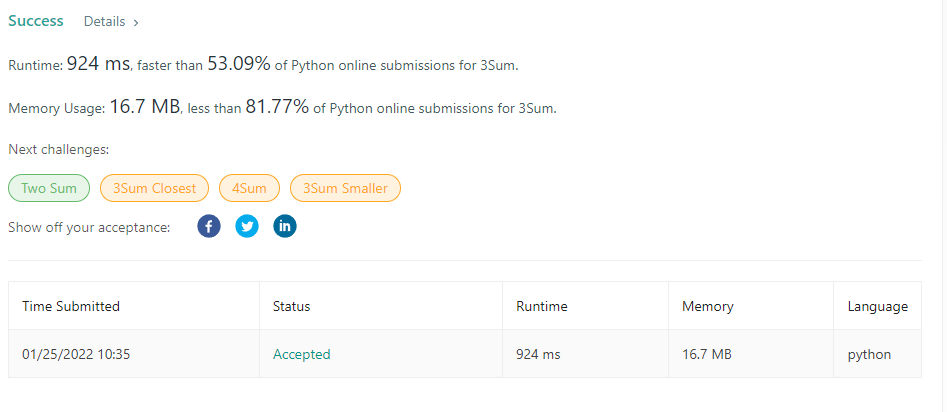 Success Details >
Runtime: 924 ms, faster than 53.09% of Python online submissions for 3Sum.
Memory Usage: 16.7 MB, less than 81.77% of Python online submissions for 3Sum.
Next challenges:
Two Sum 3Sum Closest 4Sum 3Sum Smaller
Show off your acceptance: f in
Time Submitted Status Runtime Memory Language
01/25/2022 10:35 Accepted 924 ms 16.7 MB python